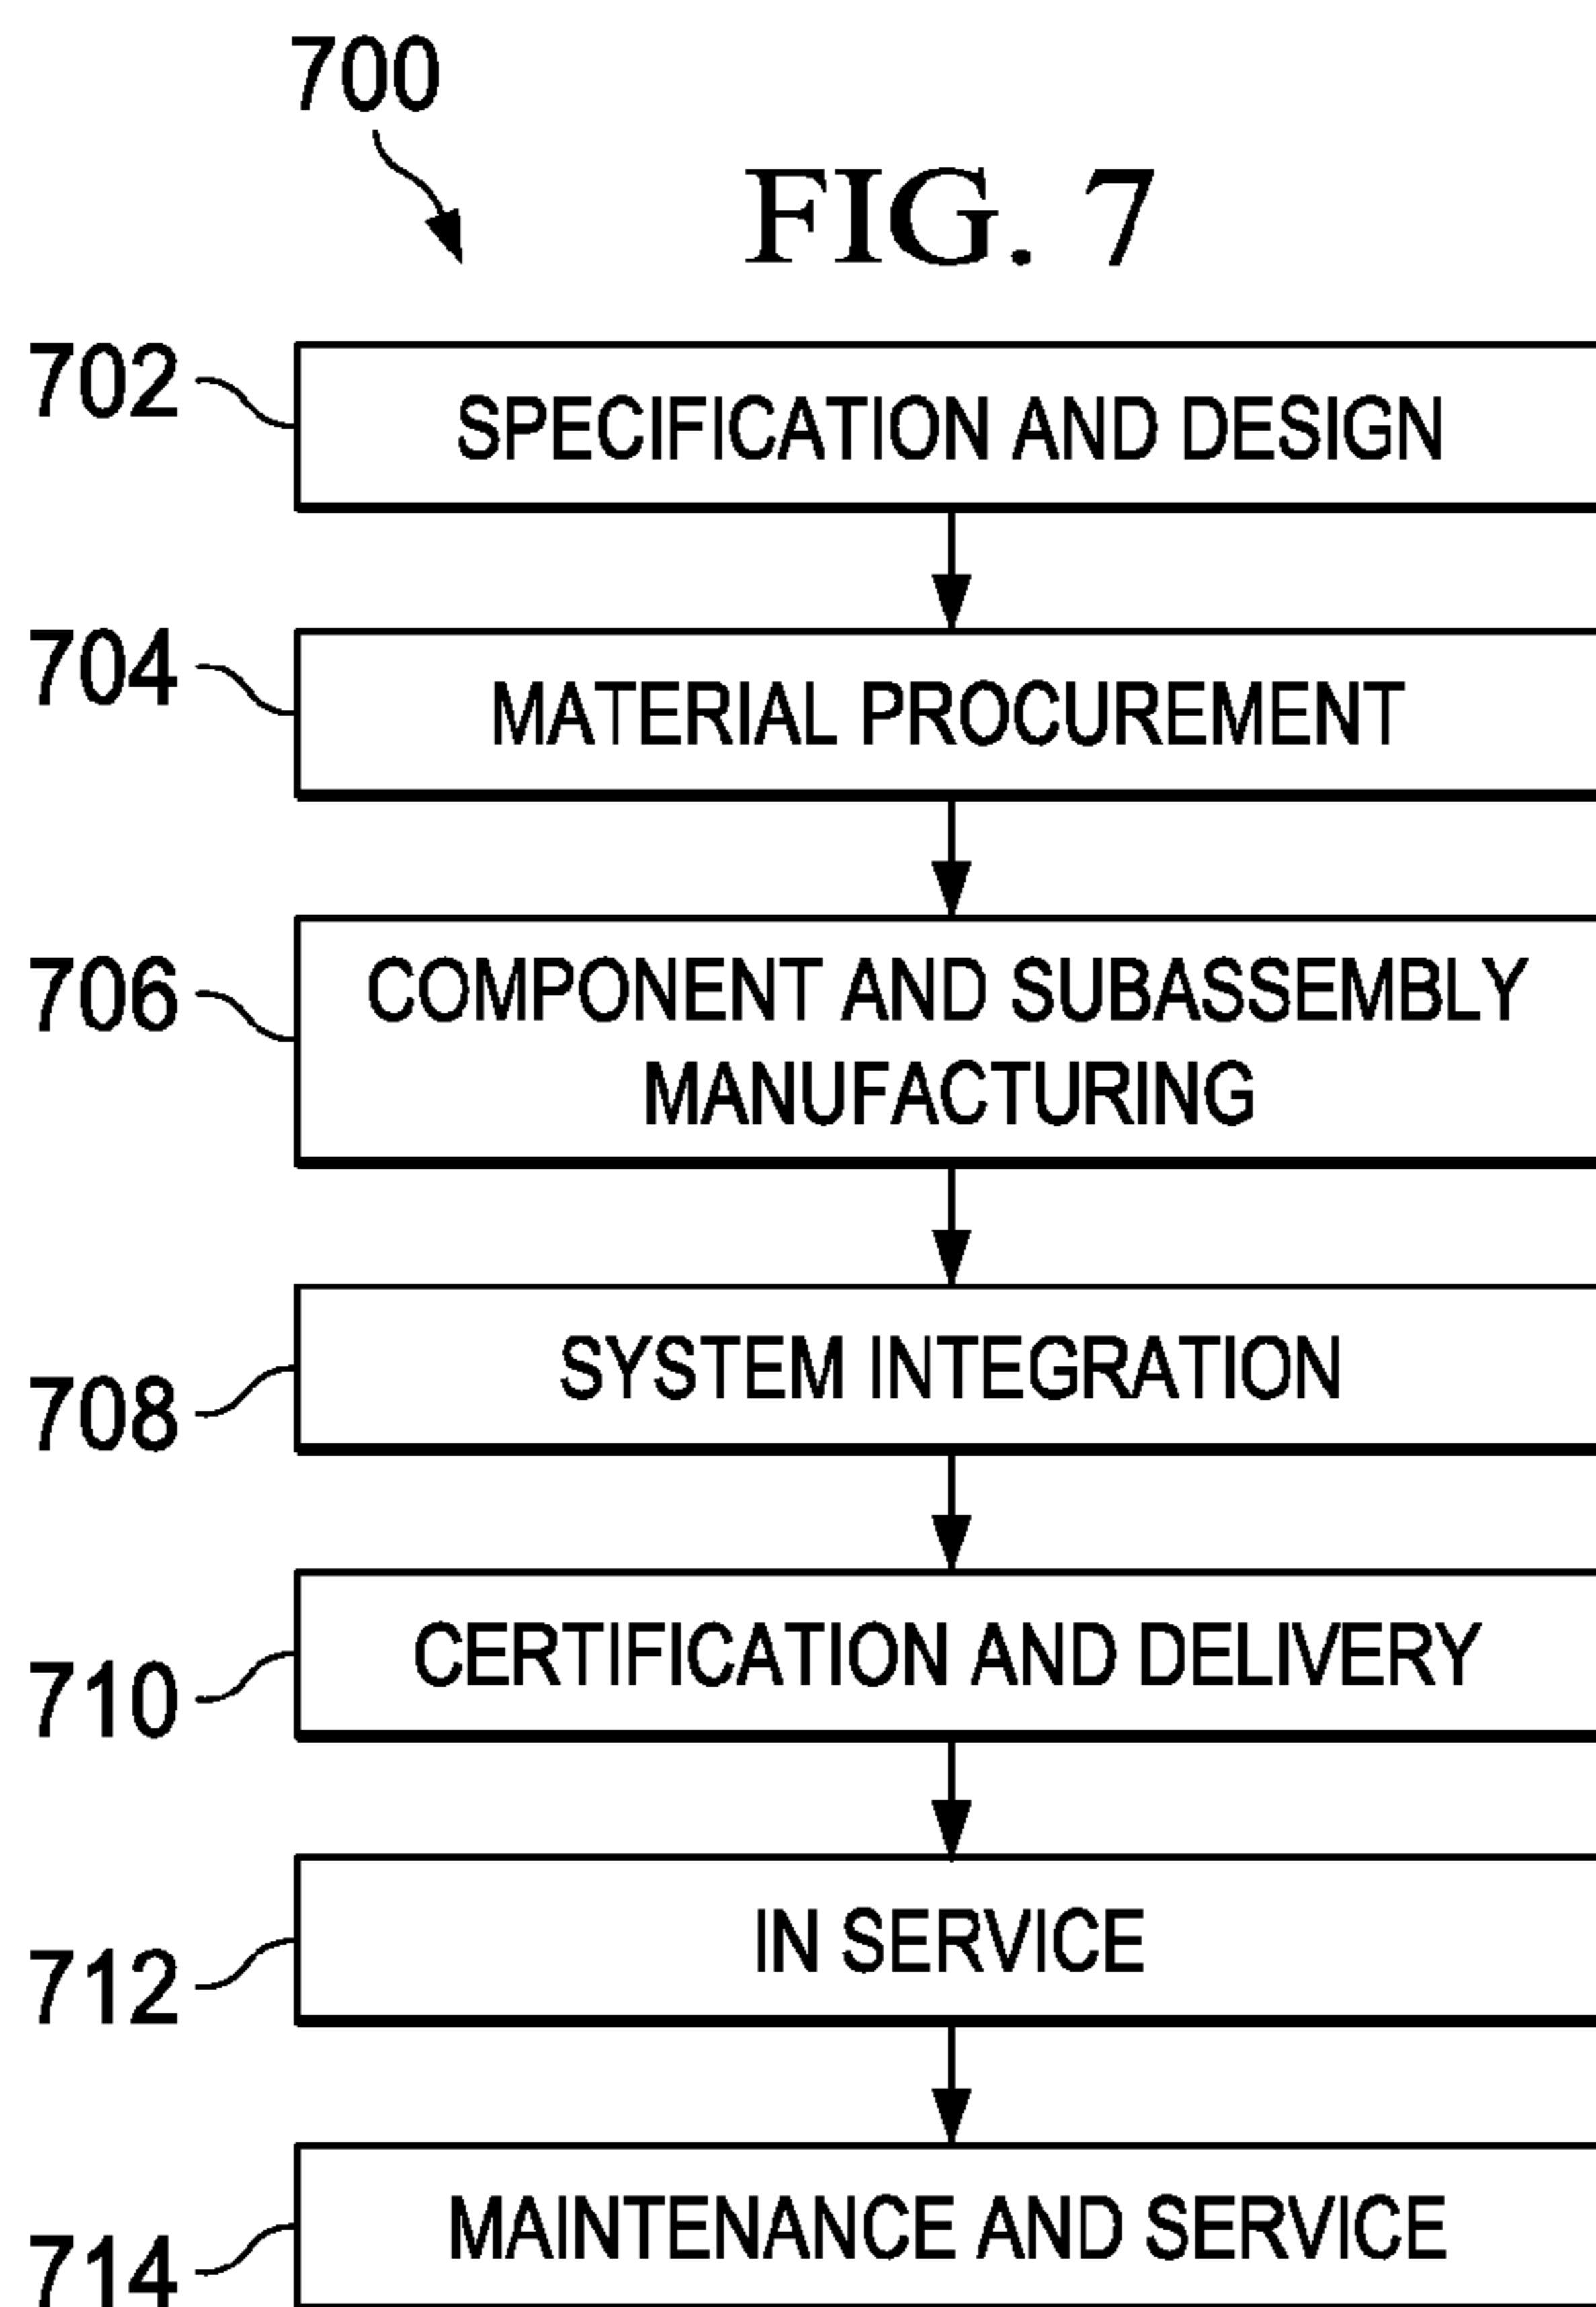 700
FIG. 7
702
SPECIFICATION AND DESIGN
704
MATERIAL PROCUREMENT
706
COMPONENT AND SUBASSEMBLY
MANUFACTURING
708
SYSTEM INTEGRATION
710
CERTIFICATION AND DELIVERY
712
IN SERVICE
714
MAINTENANCE AND SERVICE